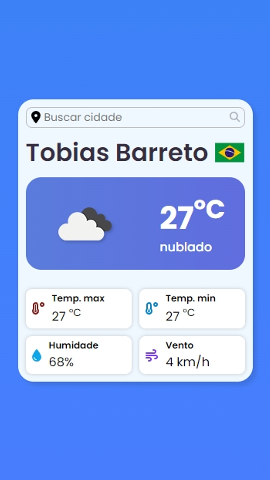 Buscar cidade
Tobias Barreto
27°C
nublado
Temp. max
27 °C
Temp. min
27 °C
Humidade
68%
Vento
4 km/h